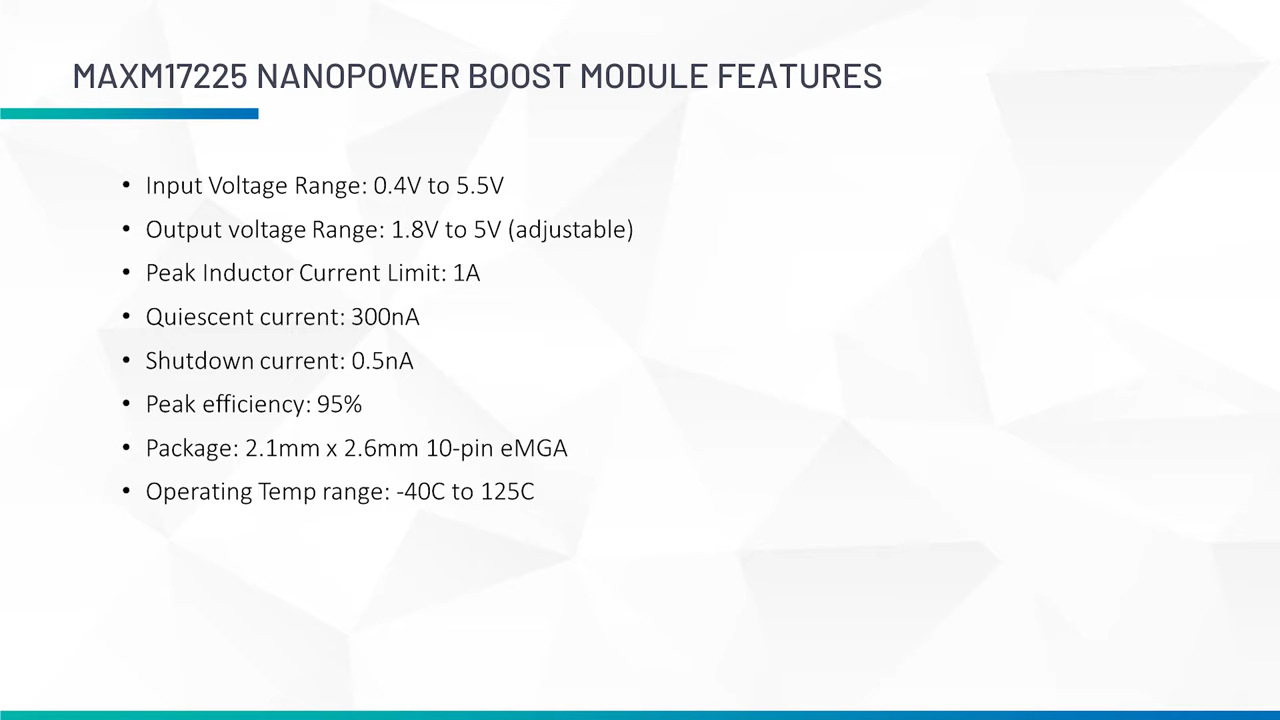 MAXM17225 NANOPOWER BOOST MODULE FEATURES
• Input Voltage Range: 0.4V to 5.5V
• Output voltage Range: 1.8V to 5V (adjustable)
• Peak Inductor Current Limit: 1A
• Quiescent current: 300nA
• Shutdown current: 0.5nA
• Peak efficiency: 95%
• Package: 2.1mm x 2.6mm 10-pin eMGA
• Operating Temp range: -40C to 125C